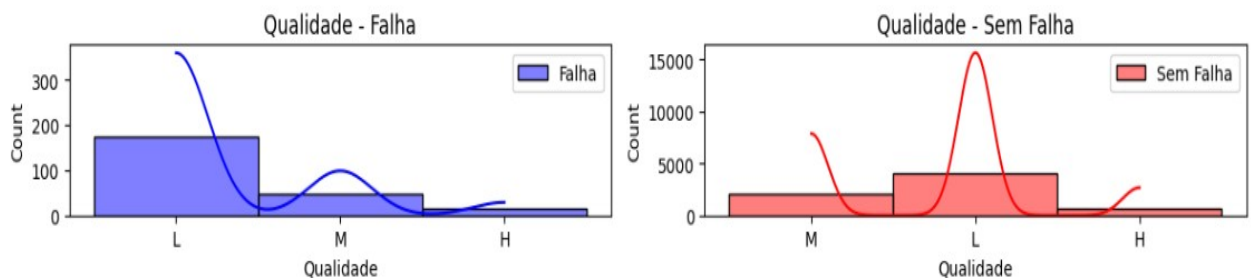 Qualidade - Falha
Count
300
200
100
0
Falha
L M H
Qualidade
Qualidade - Sem Falha
Count
15000
10000
5000
0
Sem Falha
M L H
Qualidade